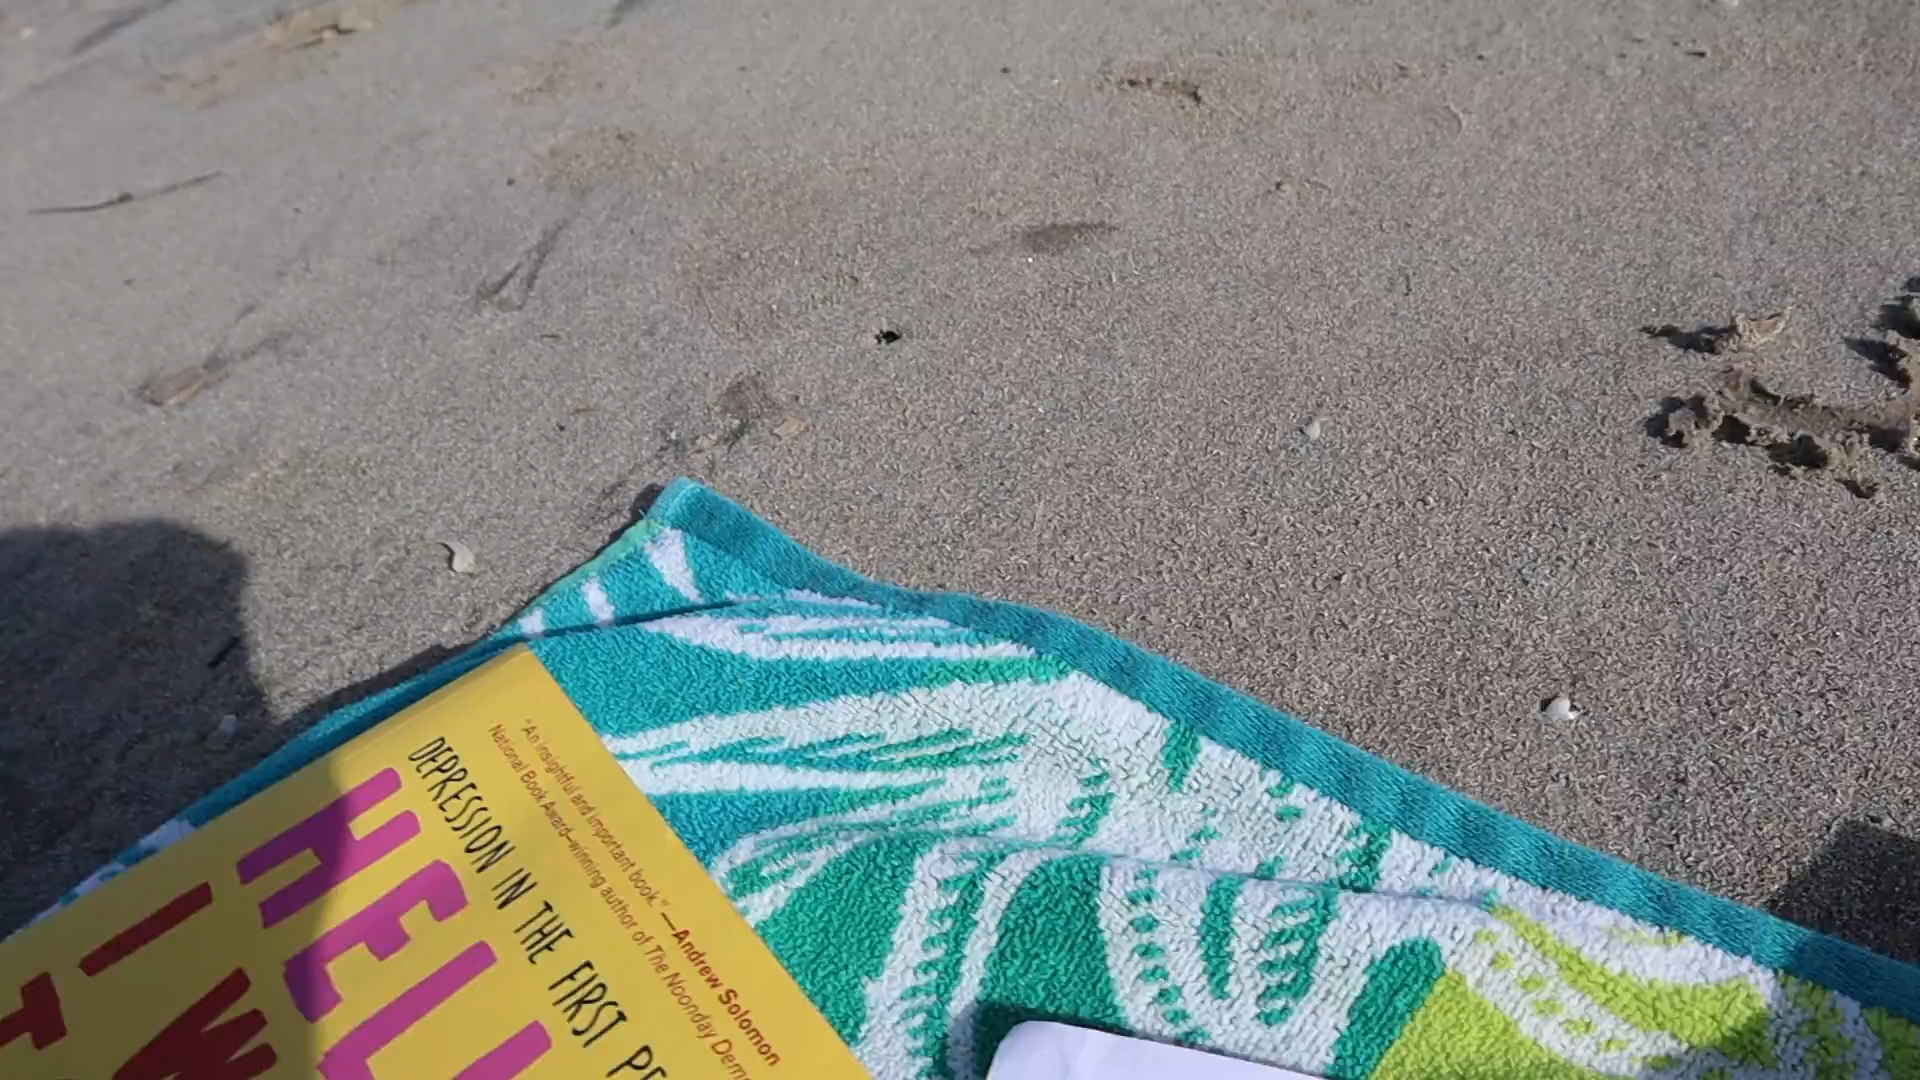 "An insightful and important book."—Andrew Solomon
National Book Award–winning author of The Noonday Dem
DEPRESSION IN THE FIRST PE
HELL
I W
T